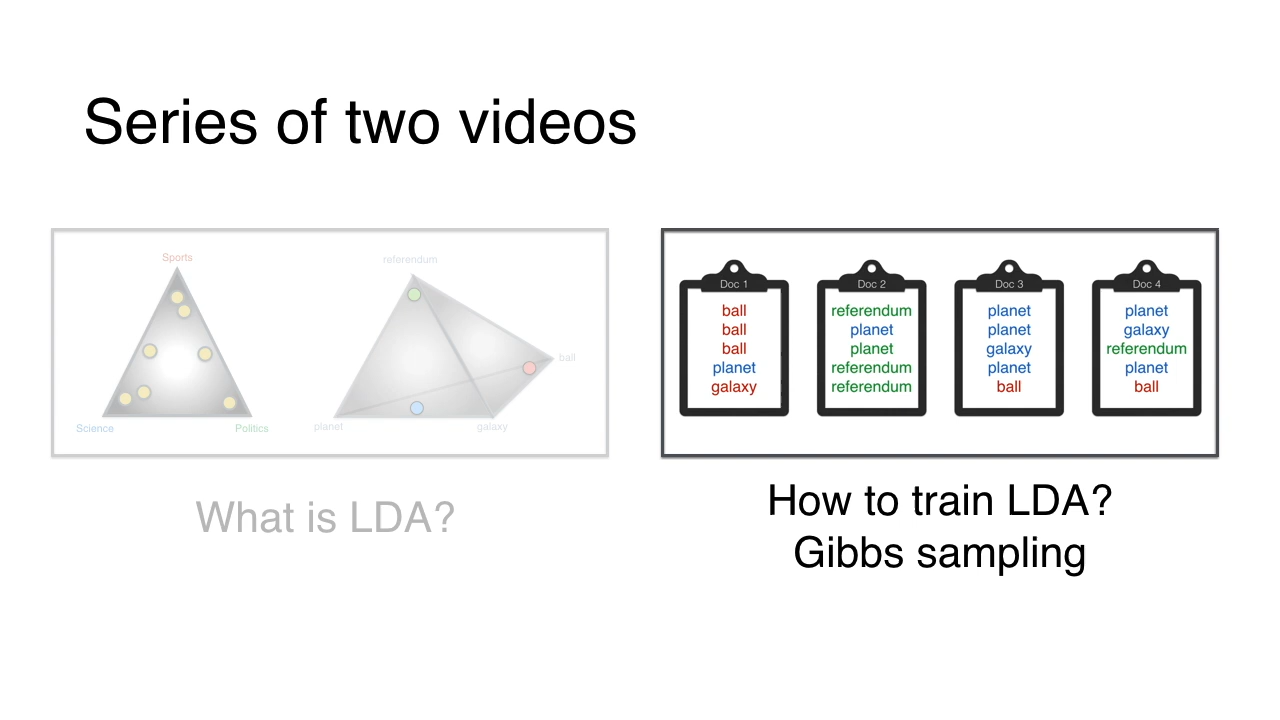 Series of two videos
Sports
Science
Politics
referendum
ball
planet
galaxy
What is LDA?
Doc 1
ball
ball
ball
planet
galaxy
Doc 2
referendum
planet
planet
referendum
referendum
Doc 3
planet
planet
galaxy
planet
ball
Doc 4
planet
galaxy
referendum
planet
ball
How to train LDA?
Gibbs sampling